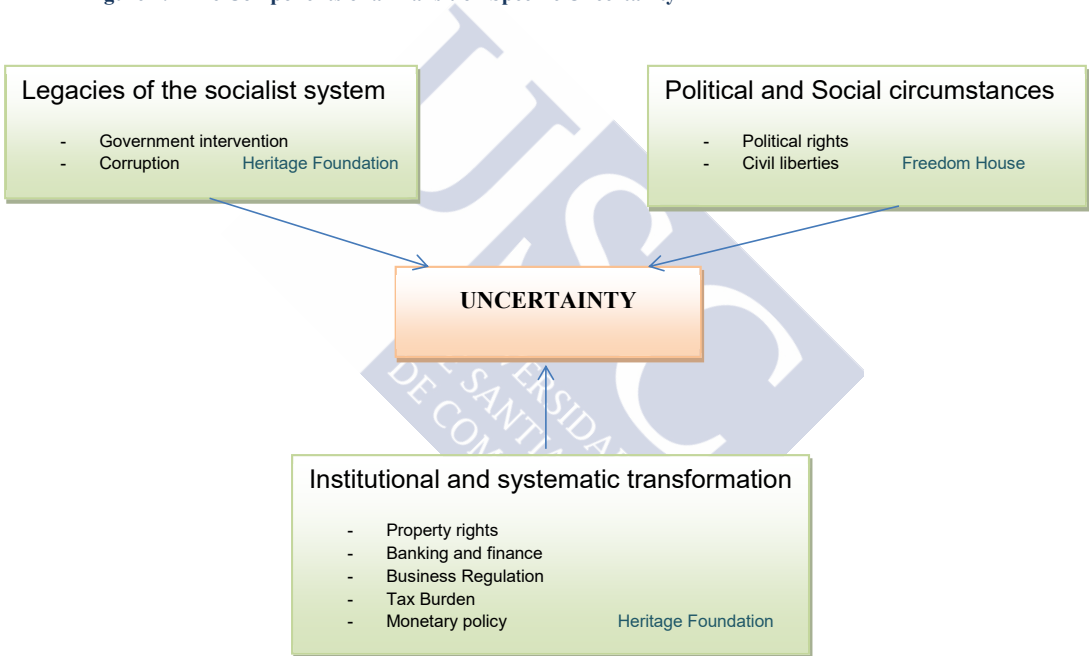 Legacies of the socialist system
- Government intervention
- Corruption Heritage Foundation
Political and Social circumstances
- Political rights
- Civil liberties Freedom House
UNCERTAINTY
USC
Institutional and systematic transformation
- Property rights
- Banking and finance
- Business Regulation
- Tax Burden
- Monetary policy Heritage Foundation